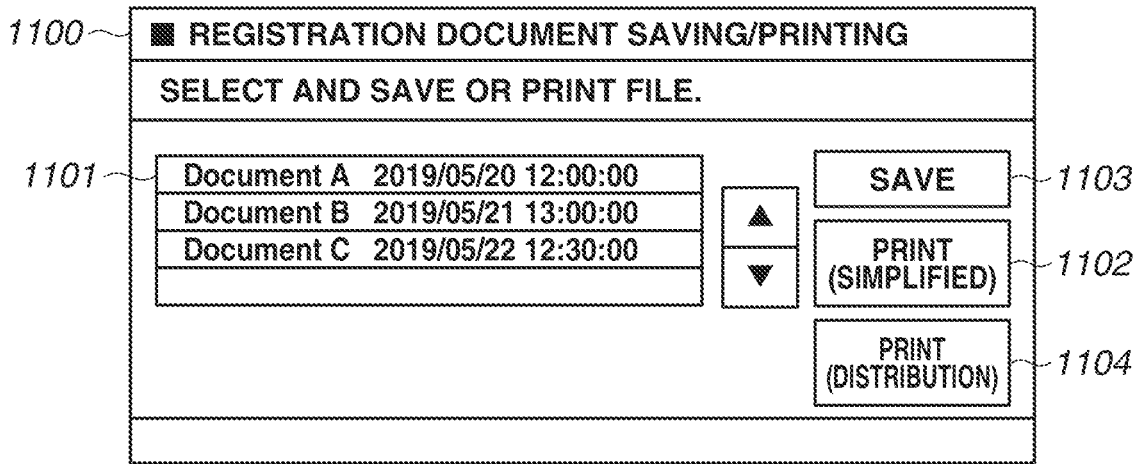 1100 ■ REGISTRATION DOCUMENT SAVING/PRINTING
SELECT AND SAVE OR PRINT FILE.
1101
Document A 2019/05/20 12:00:00
Document B 2019/05/21 13:00:00
Document C 2019/05/22 12:30:00
▲
▼
SAVE
1103
PRINT
(SIMPLIFIED)
1102
PRINT
(DISTRIBUTION)
1104